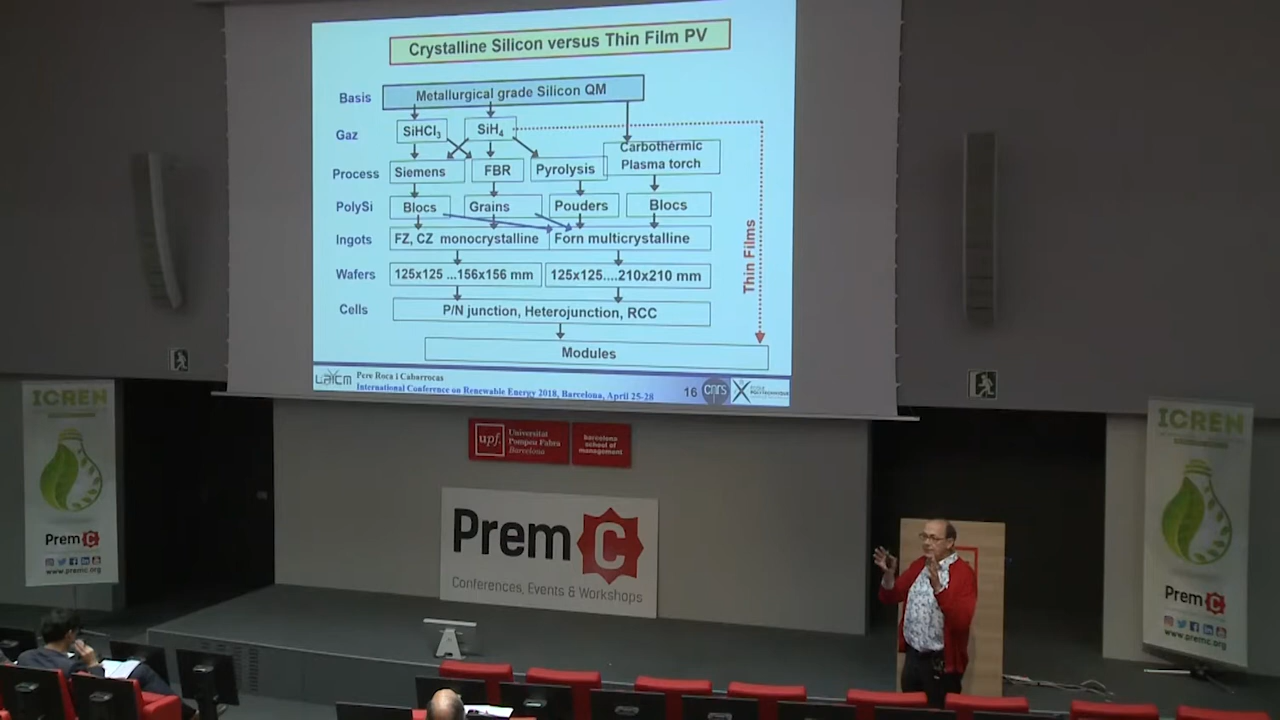 Crystalline Silicon versus Thin Film PV
Basis
Metallurgical grade Silicon QM
Gaz
SiHCl3
SiH4
Process
Siemens
FBR
Pyrolysis
Carbothermic
Plasma torch
PolySi
Blocs
Grains
Pouders
Blocs
Ingots
FZ, CZ monocrystalline
Forn multicrystalline
Wafers
125x125 ...156x156 mm
125x125....210x210 mm
Cells
P/N junction, Heterojunction, RCC
Modules
Thin Films
LPICM
Pere Roca i Cabarrocas
International Conference on Renewable Energy 2018, Barcelona, April 25-28
16
cnrs
upf.
Universitat
Pompeu Fabra
Barcelona
barcelona
school of
management
Prem C
Conferences, Events & Workshops
ICREN
Prem C
www.premc.org
ICREN
Prem C
www.premc.org